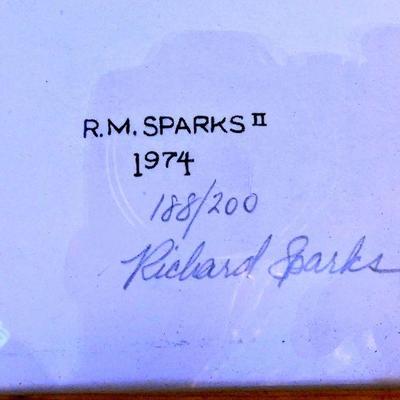 R.M. SPARKS II
1974
188/200
Richard Sparks